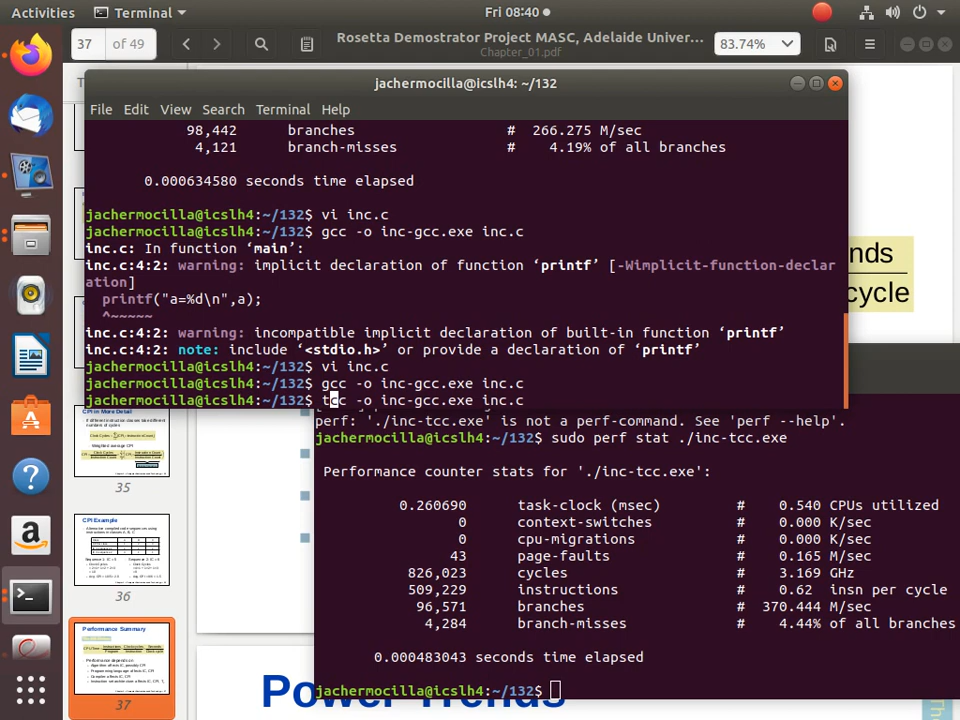 Activities
Terminal
Fri 08:40
37
of 49
Rosetta Demostrator Project MASC, Adelaide Univer…
Chapter_01.pdf
83.74%
jachermocilla@icslh4: ~/132
File Edit View Search Terminal Help
98,442 branches # 266.275 M/sec
4,121 branch-misses # 4.19% of all branches
0.000634580 seconds time elapsed
jachermocilla@icslh4:~/132$ vi inc.c
jachermocilla@icslh4:~/132$ gcc -o inc-gcc.exe inc.c
inc.c: In function ‘main’:
inc.c:4:2: warning: implicit declaration of function ‘printf’ [-Wimplicit-function-declar
ation]
printf("a=%d\n",a);
^~~~~~
inc.c:4:2: warning: incompatible implicit declaration of built-in function ‘printf’
inc.c:4:2: note: include ‘<stdio.h>’ or provide a declaration of ‘printf’
jachermocilla@icslh4:~/132$ vi inc.c
jachermocilla@icslh4:~/132$ gcc -o inc-gcc.exe inc.c
jachermocilla@icslh4:~/132$ tcc -o inc-gcc.exe inc.c
nds
cycle
perf: './inc-tcc.exe' is not a perf-command. See 'perf --help'.
jachermocilla@icslh4:~/132$ sudo perf stat ./inc-tcc.exe
Performance counter stats for './inc-tcc.exe':
0.260690 task-clock (msec) # 0.540 CPUs utilized
0 context-switches # 0.000 K/sec
0 cpu-migrations # 0.000 K/sec
43 page-faults # 0.165 M/sec
826,023 cycles # 3.169 GHz
509,229 instructions # 0.62 insn per cycle
96,571 branches # 370.444 M/sec
4,284 branch-misses # 4.44% of all branches
0.000483043 seconds time elapsed
jachermocilla@icslh4:~/132$
CPI in More Detail
35
CPI Example
36
Performance Summary
Performance depends on
37
Power Trends